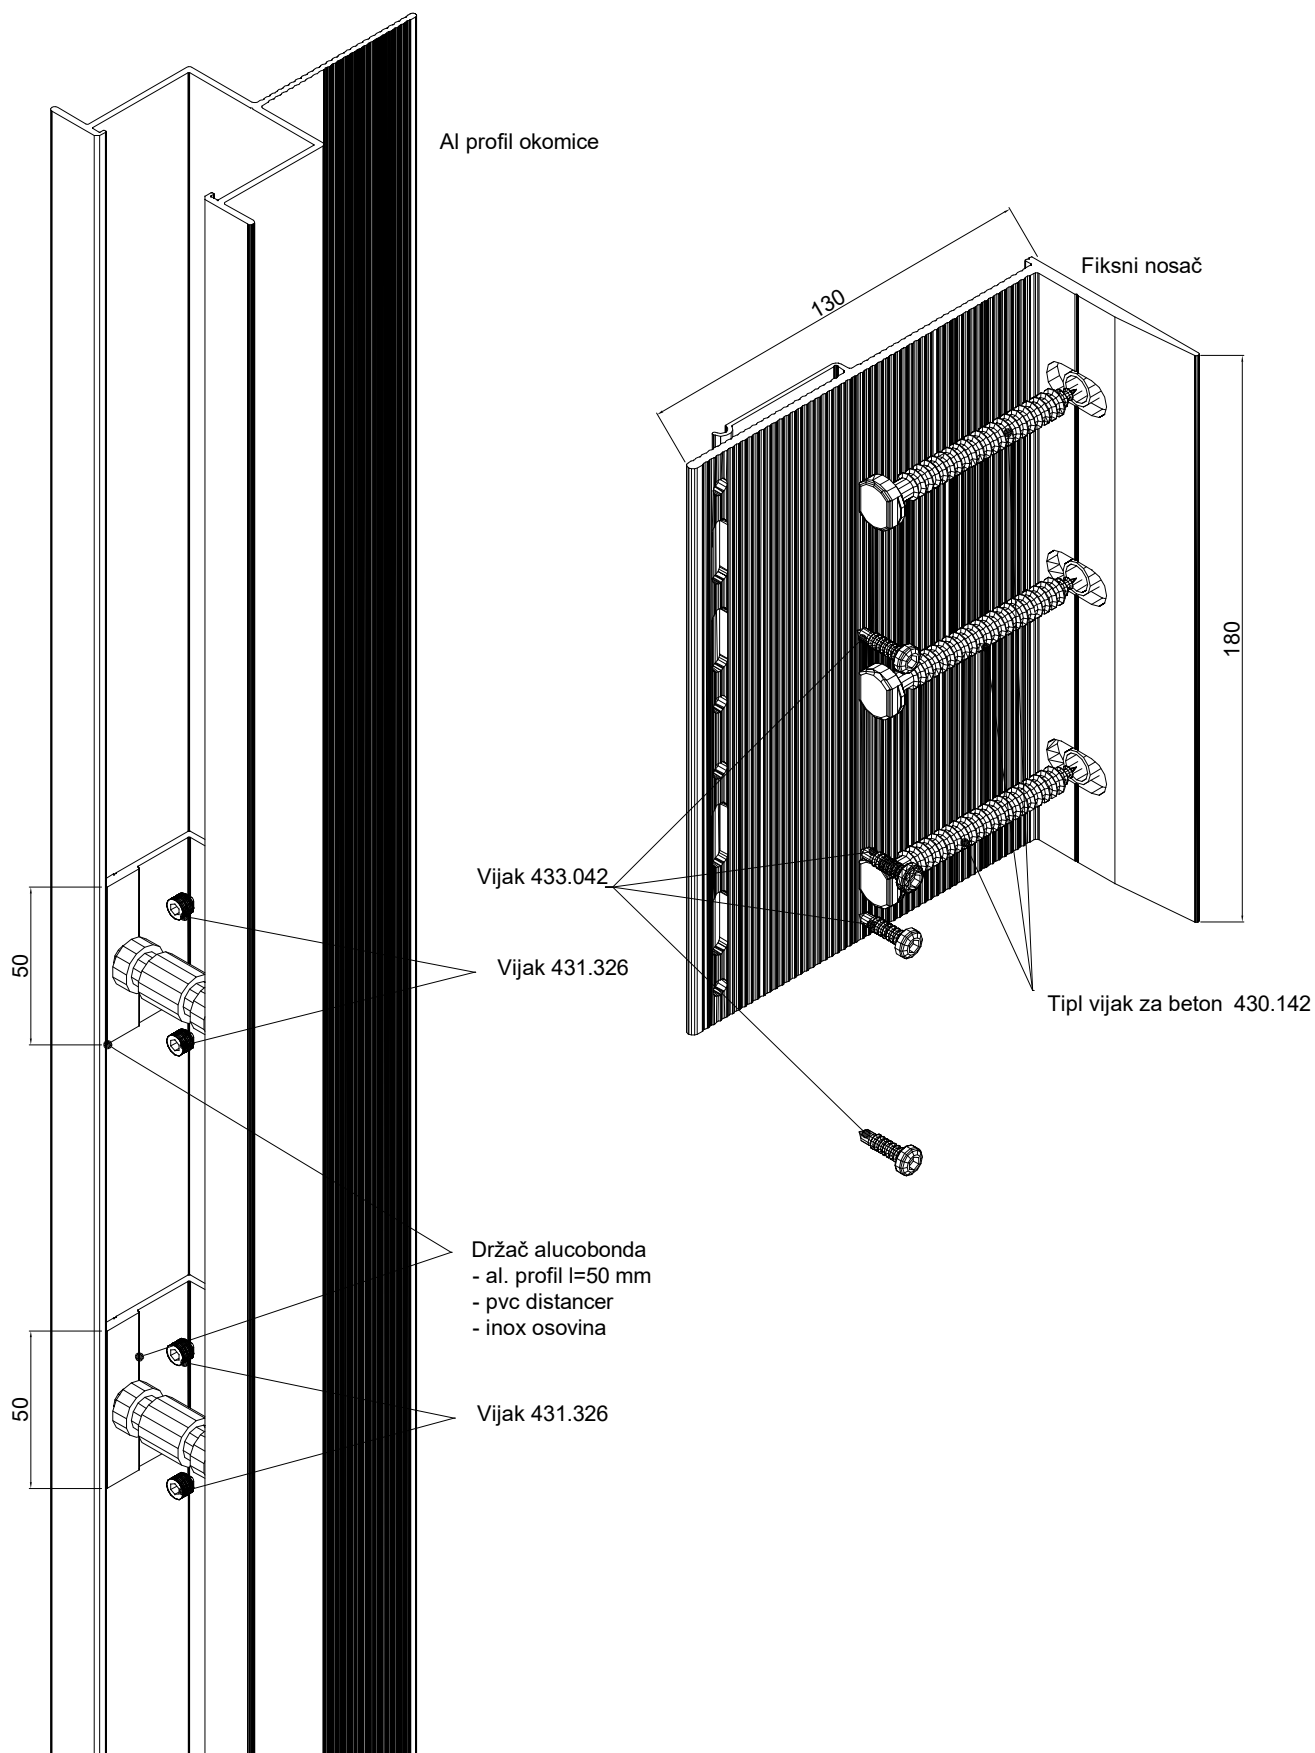 Al profil okomice
Fiksni nosač
130
180
Vijak 433.042
50
Vijak 431.326
Tipl vijak za beton  430.142
Držač alucobonda
- al. profil l=50 mm
- pvc distancer
- inox osovina
50
Vijak 431.326